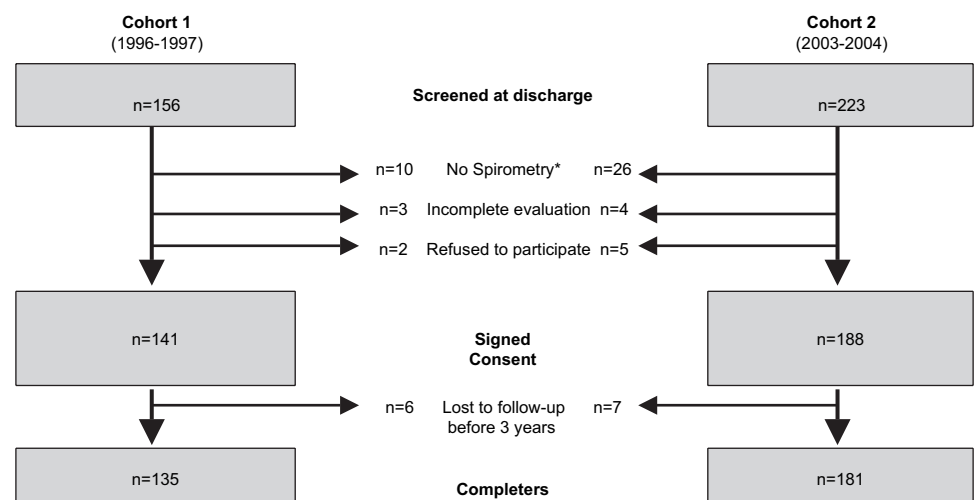 Cohort 1 Cohort 2
(1996-1997) (2003-2004)
Screened at discharge
n=156 n=223
n=10 No Spirometry* n=26
n=3 Incomplete evaluation n=4
n=2 Refused to participate n=5
n=141 Signed n=188
Consent
n=6 Lost to follow-up n=7
before 3 years
n=135 n=181
Completers